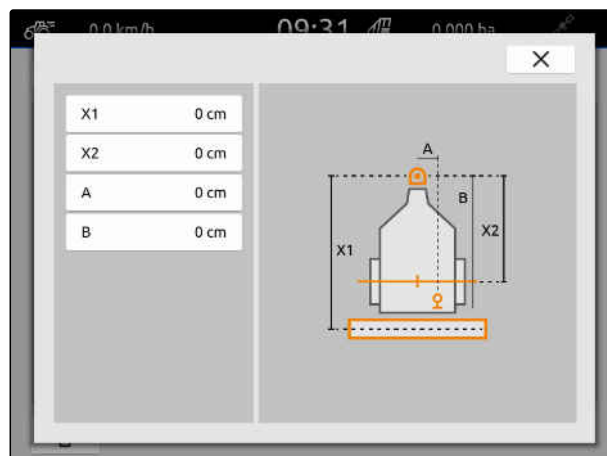 0.0 km/h 09:31 0.000 ha
X1 0 cm
X2 0 cm
A 0 cm
B 0 cm
A
B
X2
X1